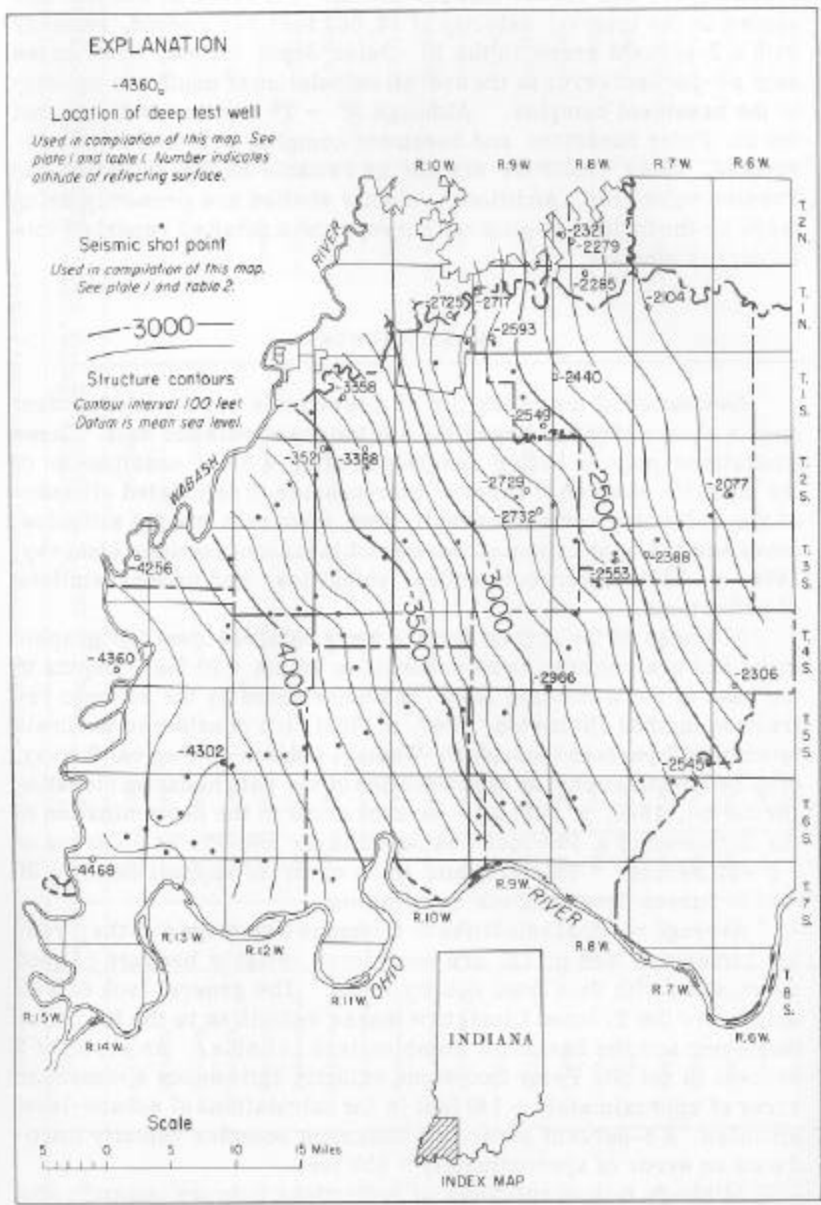 EXPLANATION
-4360
Location of deep test well
Used in compilation of this map. See
plate 1 and table 1. Number indicates
altitude of reflecting surface.
Seismic shot point
Used in compilation of this map.
See plate 1 and table 2.
-3000
Structure contours
Contour interval 100 feet
Datum is mean sea level.
R.10 W.
R.9 W.
R.8 W.
R.7 W.
R.6 W.
T. 2 N.
T. 1 N.
T. 1 S.
T. 2 S.
T. 3 S.
T. 4 S.
T. 5 S.
T. 6 S.
T. 7 S.
T. 8 S.
WABASH RIVER
-2321
-2279
-2285
-2725
-2717
-2104
-2593
-3358
-2440
-2549
-3521
-3388
-2729
-2500
-2077
-2732
-4256
-2553
-2388
-3000
-3500
-4000
-4360
-2966
-2306
-4302
-2545
-4468
R.9 W.
RIVER
R.10 W.
R.8 W.
R.13 W.
R.12 W.
OHIO
R.11 W.
R.7 W.
R.15 W.
R.14 W.
R.6 W.
INDIANA
Scale
5 0 5 10 15 Miles
INDEX MAP